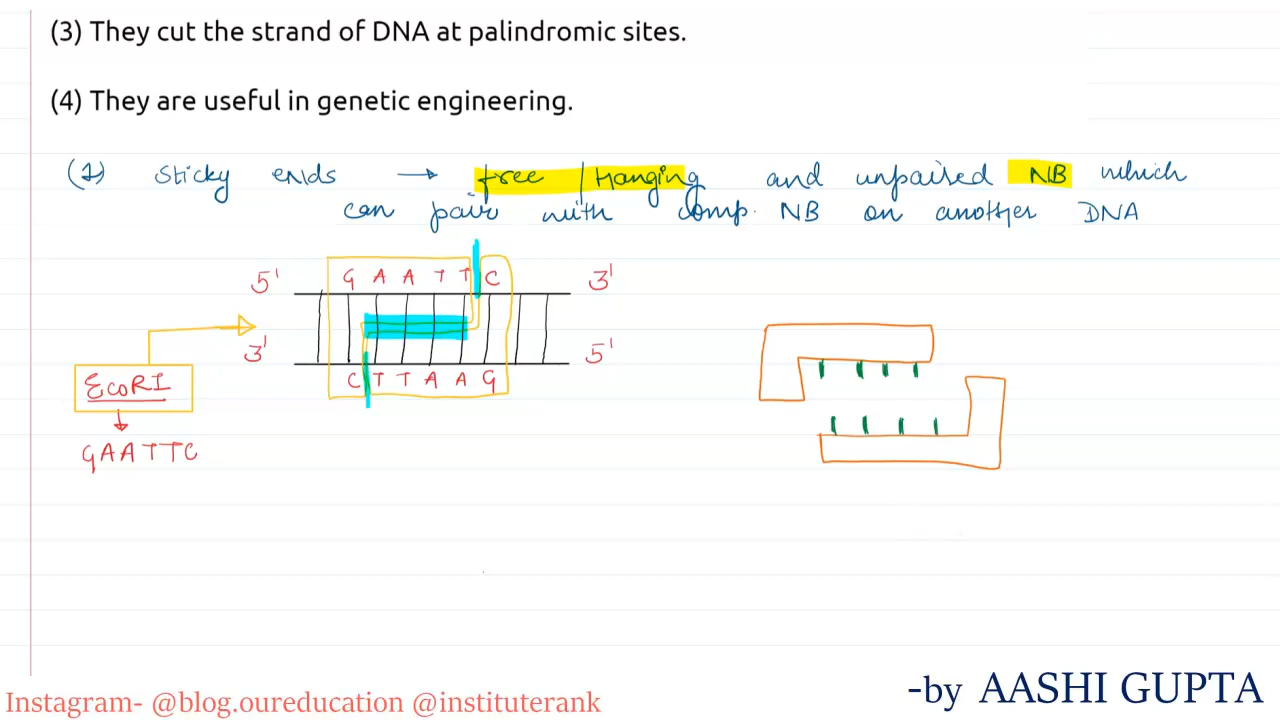 (3) They cut the strand of DNA at palindromic sites.
(4) They are useful in genetic engineering.
(1) Sticky ends → free / Hanging and unpaired NB which
can pair with comp. NB on another DNA
5' G A A T T C 3'
3' 5'
C T T A A G
EcoRI
GAATTC
Instagram- @blog.oureducation @instituterank
-by AASHI GUPTA